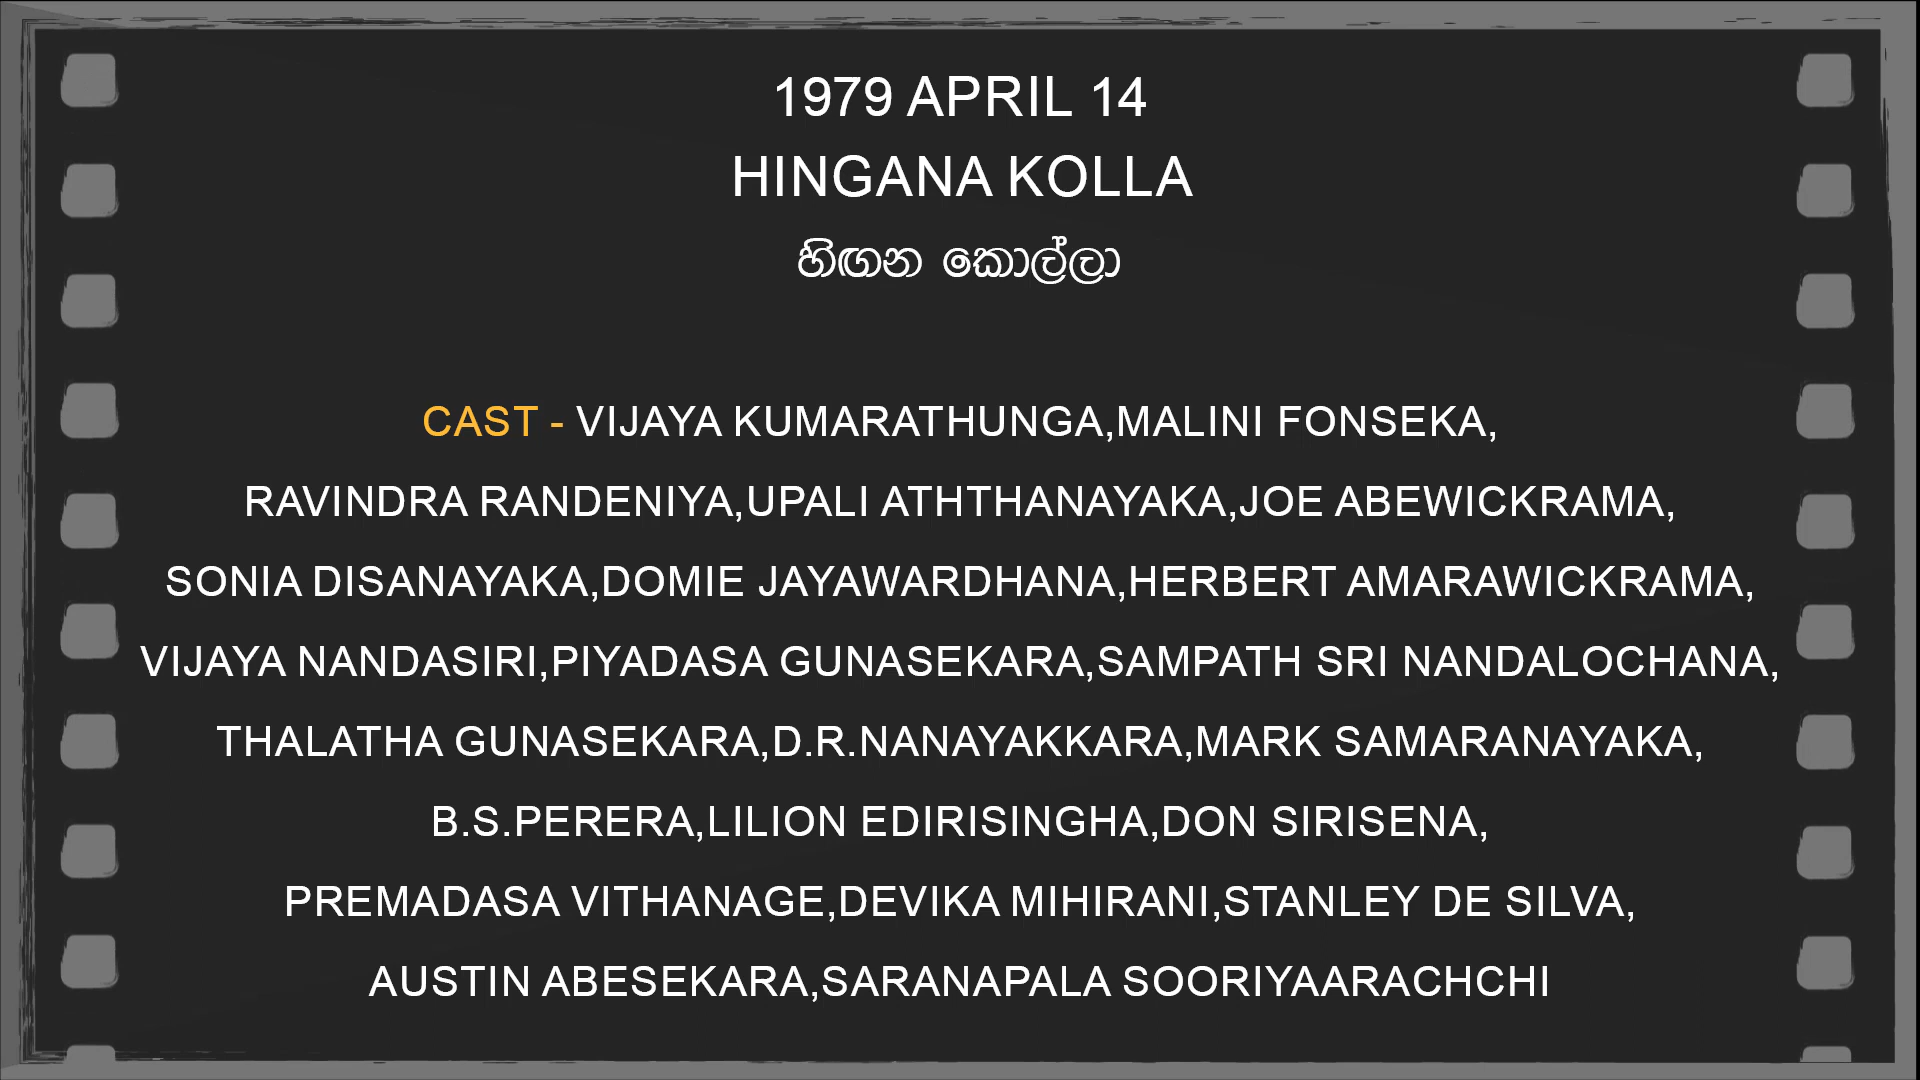 1979 APRIL 14
HINGANA KOLLA
හිඟන කොල්ලා
CAST - VIJAYA KUMARATHUNGA,MALINI FONSEKA,
RAVINDRA RANDENIYA,UPALI ATHTHANAYAKA,JOE ABEWICKRAMA,
SONIA DISANAYAKA,DOMIE JAYAWARDHANA,HERBERT AMARAWICKRAMA,
VIJAYA NANDASIRI,PIYADASA GUNASEKARA,SAMPATH SRI NANDALOCHANA,
THALATHA GUNASEKARA,D.R.NANAYAKKARA,MARK SAMARANAYAKA,
B.S.PERERA,LILION EDIRISINGHA,DON SIRISENA,
PREMADASA VITHANAGE,DEVIKA MIHIRANI,STANLEY DE SILVA,
AUSTIN ABESEKARA,SARANAPALA SOORIYAARACHCHI